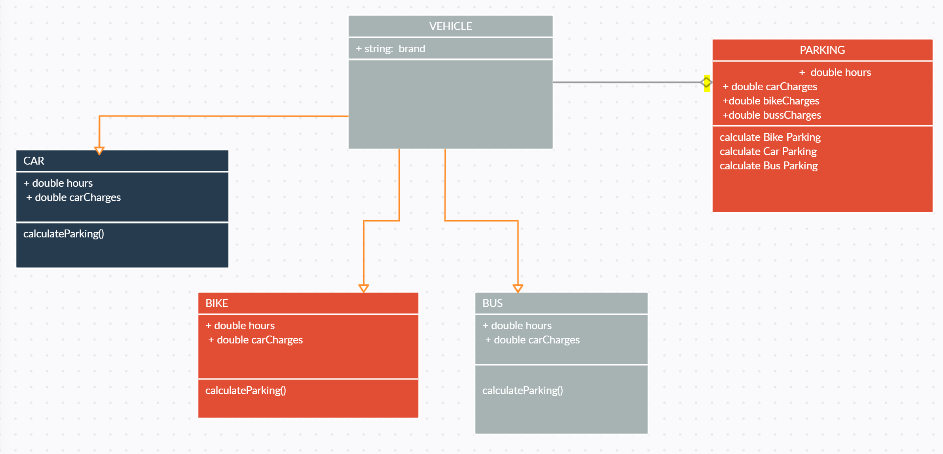 VEHICLE
+ string:  brand
PARKING
+  double hours
+ double carCharges
+double bikeCharges
+double bussCharges
calculate Bike Parking
calculate Car Parking
calculate Bus Parking
CAR
+ double hours
+ double carCharges
calculateParking()
BIKE
+ double hours
+ double carCharges
calculateParking()
BUS
+ double hours
+ double carCharges
calculateParking()